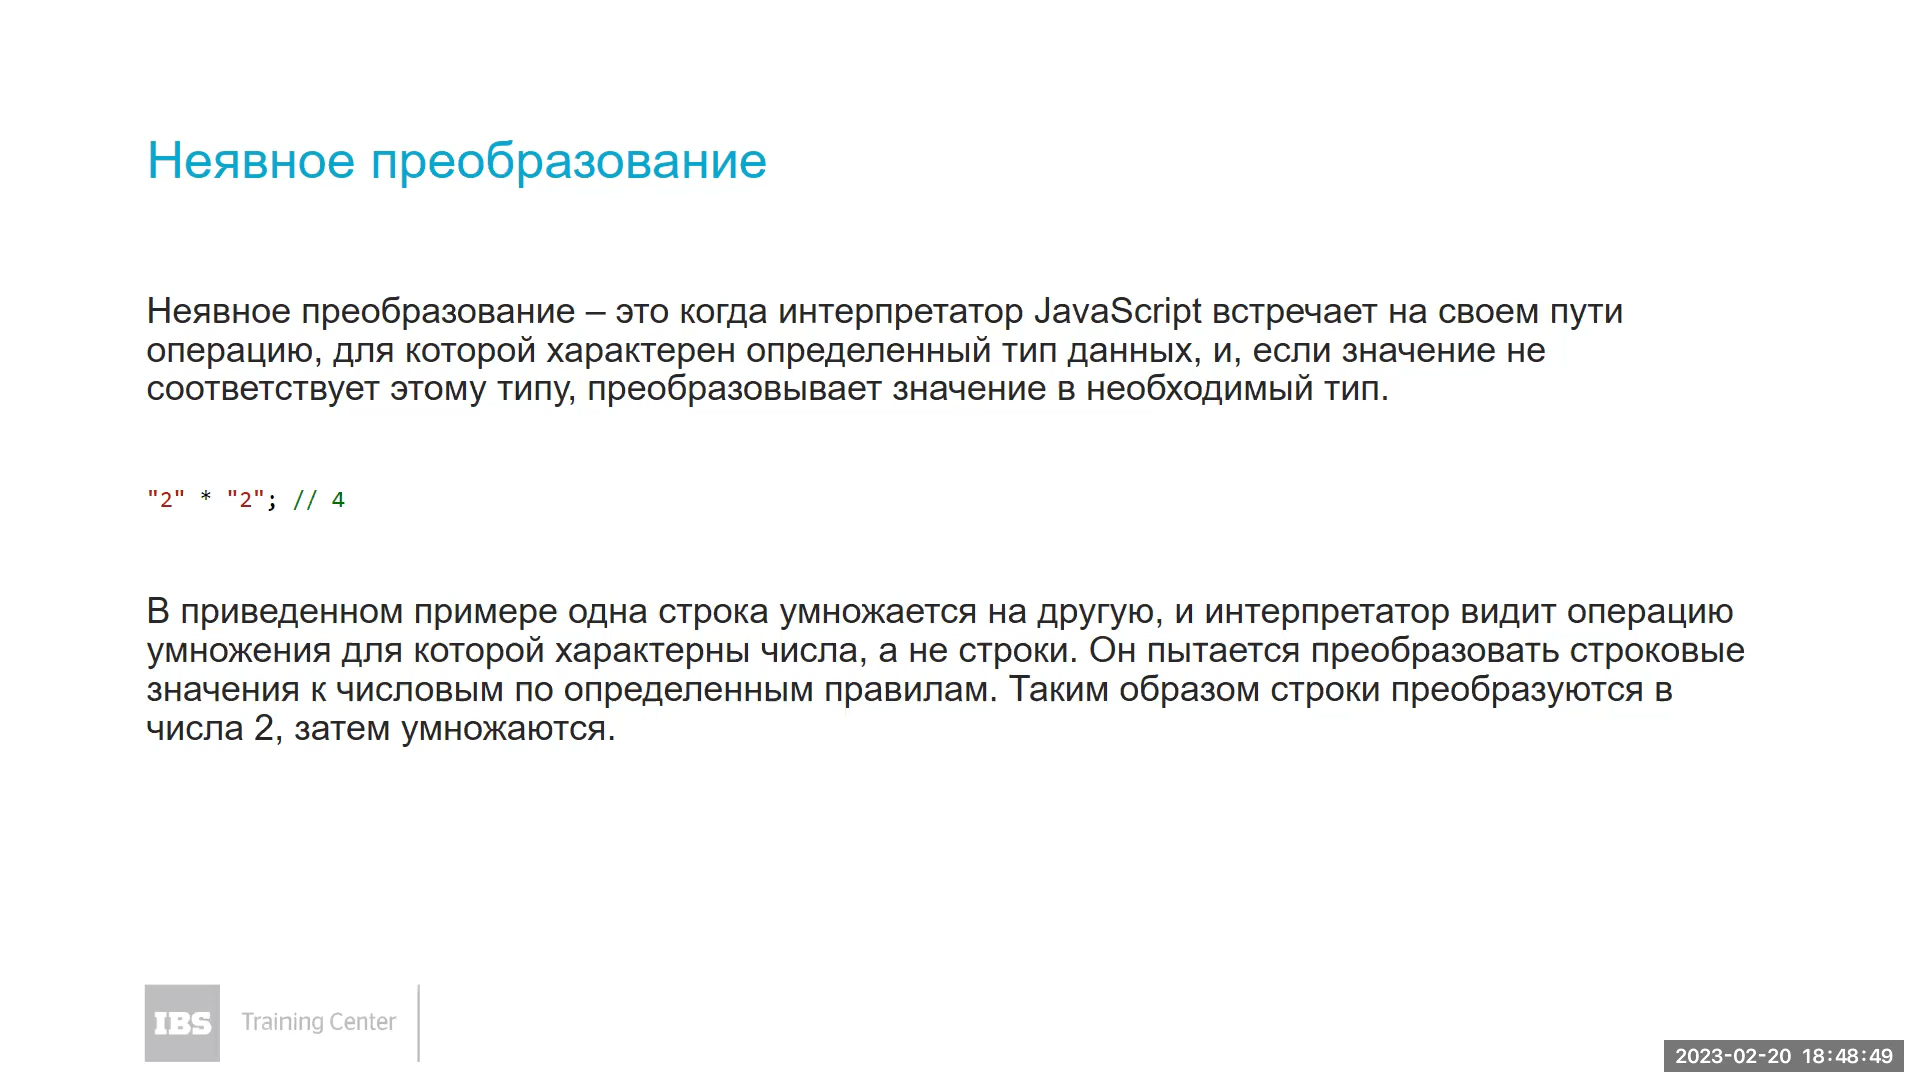 Неявное преобразование
Неявное преобразование – это когда интерпретатор JavaScript встречает на своем пути
операцию, для которой характерен определенный тип данных, и, если значение не
соответствует этому типу, преобразовывает значение в необходимый тип.
"2" * "2"; // 4
В приведенном примере одна строка умножается на другую, и интерпретатор видит операцию
умножения для которой характерны числа, а не строки. Он пытается преобразовать строковые
значения к числовым по определенным правилам. Таким образом строки преобразуются в
числа 2, затем умножаются.
IBS Training Center
2023-02-20 18:48:49